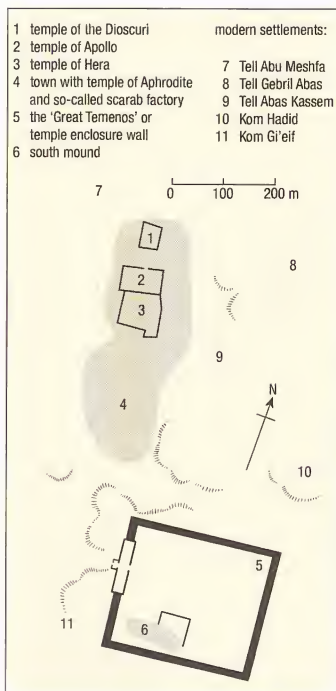 1 temple of the Dioscuri
2 temple of Apollo
3 temple of Hera
4 town with temple of Aphrodite
and so-called scarab factory
5 the ‘Great Temenos’ or
temple enclosure wall
6 south mound
modern settlements:
7 Tell Abu Meshfa
8 Tell Gebril Abas
9 Tell Abas Kassem
10 Kom Hadid
11 Kom Gi’eif
7
0 100 200 m
1
8
2
3
9
4
N
10
5
11
6